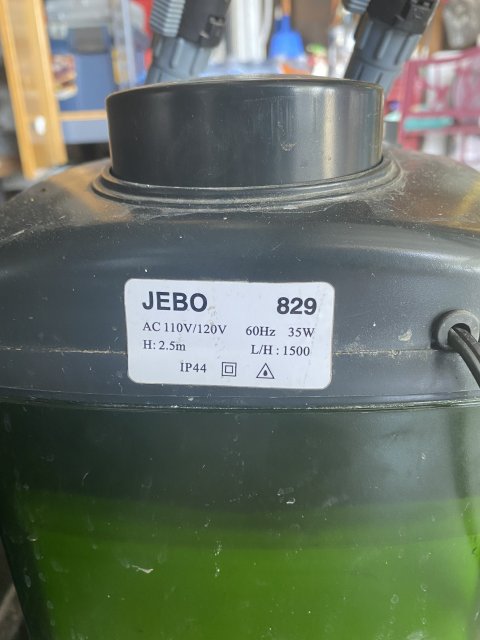 JEBO 829
AC 110V/120V 60Hz 35W
H: 2.5m L/H : 1500
IP44